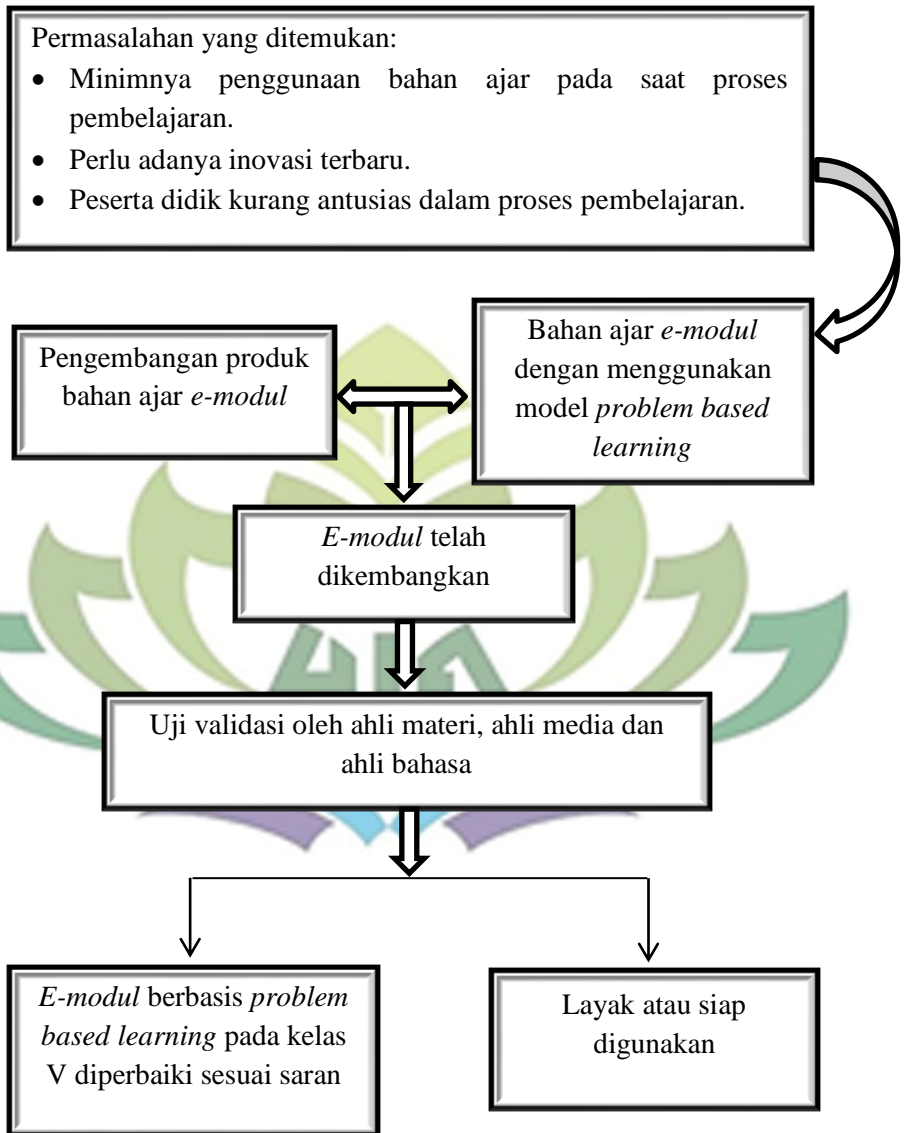 Permasalahan yang ditemukan:
• Minimnya penggunaan bahan ajar pada saat proses
pembelajaran.
• Perlu adanya inovasi terbaru.
• Peserta didik kurang antusias dalam proses pembelajaran.
Pengembangan produk
bahan ajar e-modul
Bahan ajar e-modul
dengan menggunakan
model problem based
learning
E-modul telah
dikembangkan
Uji validasi oleh ahli materi, ahli media dan
ahli bahasa
E-modul berbasis problem
based learning pada kelas
V diperbaiki sesuai saran
Layak atau siap
digunakan